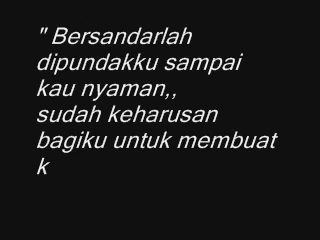 " Bersandarlah
dipundakku sampai
kau nyaman,,
sudah keharusan
bagiku untuk membuat
k